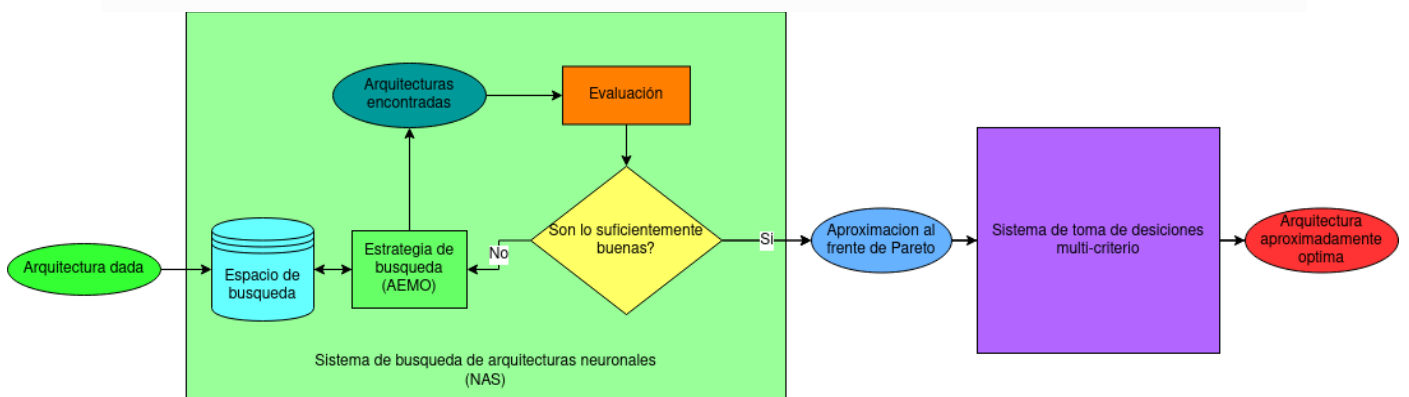 Arquitectura dada
Espacio de
busqueda
Estrategia de
busqueda
(AEMO)
Arquitecturas
encontradas
Evaluación
Son lo suficientemente
buenas?
No
Si
Sistema de busqueda de arquitecturas neuronales
(NAS)
Aproximacion al
frente de Pareto
Sistema de toma de desiciones
multi-criterio
Arquitectura
aproximadamente
optima